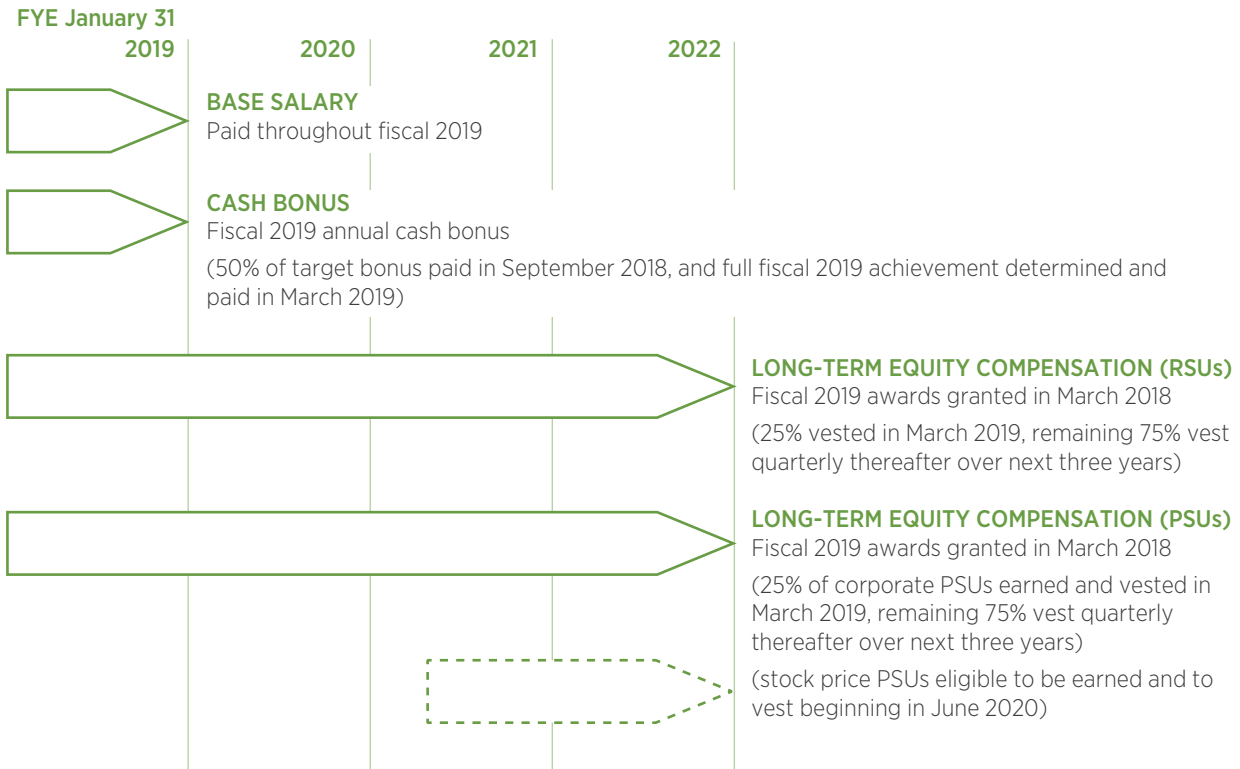 FYE January 31
2019
2020
2021
2022
BASE SALARY
Paid throughout fiscal 2019
CASH BONUS
Fiscal 2019 annual cash bonus
(50% of target bonus paid in September 2018, and full fiscal 2019 achievement determined and
paid in March 2019)
LONG-TERM EQUITY COMPENSATION (RSUs)
Fiscal 2019 awards granted in March 2018
(25% vested in March 2019, remaining 75% vest
quarterly thereafter over next three years)
LONG-TERM EQUITY COMPENSATION (PSUs)
Fiscal 2019 awards granted in March 2018
(25% of corporate PSUs earned and vested in
March 2019, remaining 75% vest quarterly
thereafter over next three years)
(stock price PSUs eligible to be earned and to
vest beginning in June 2020)